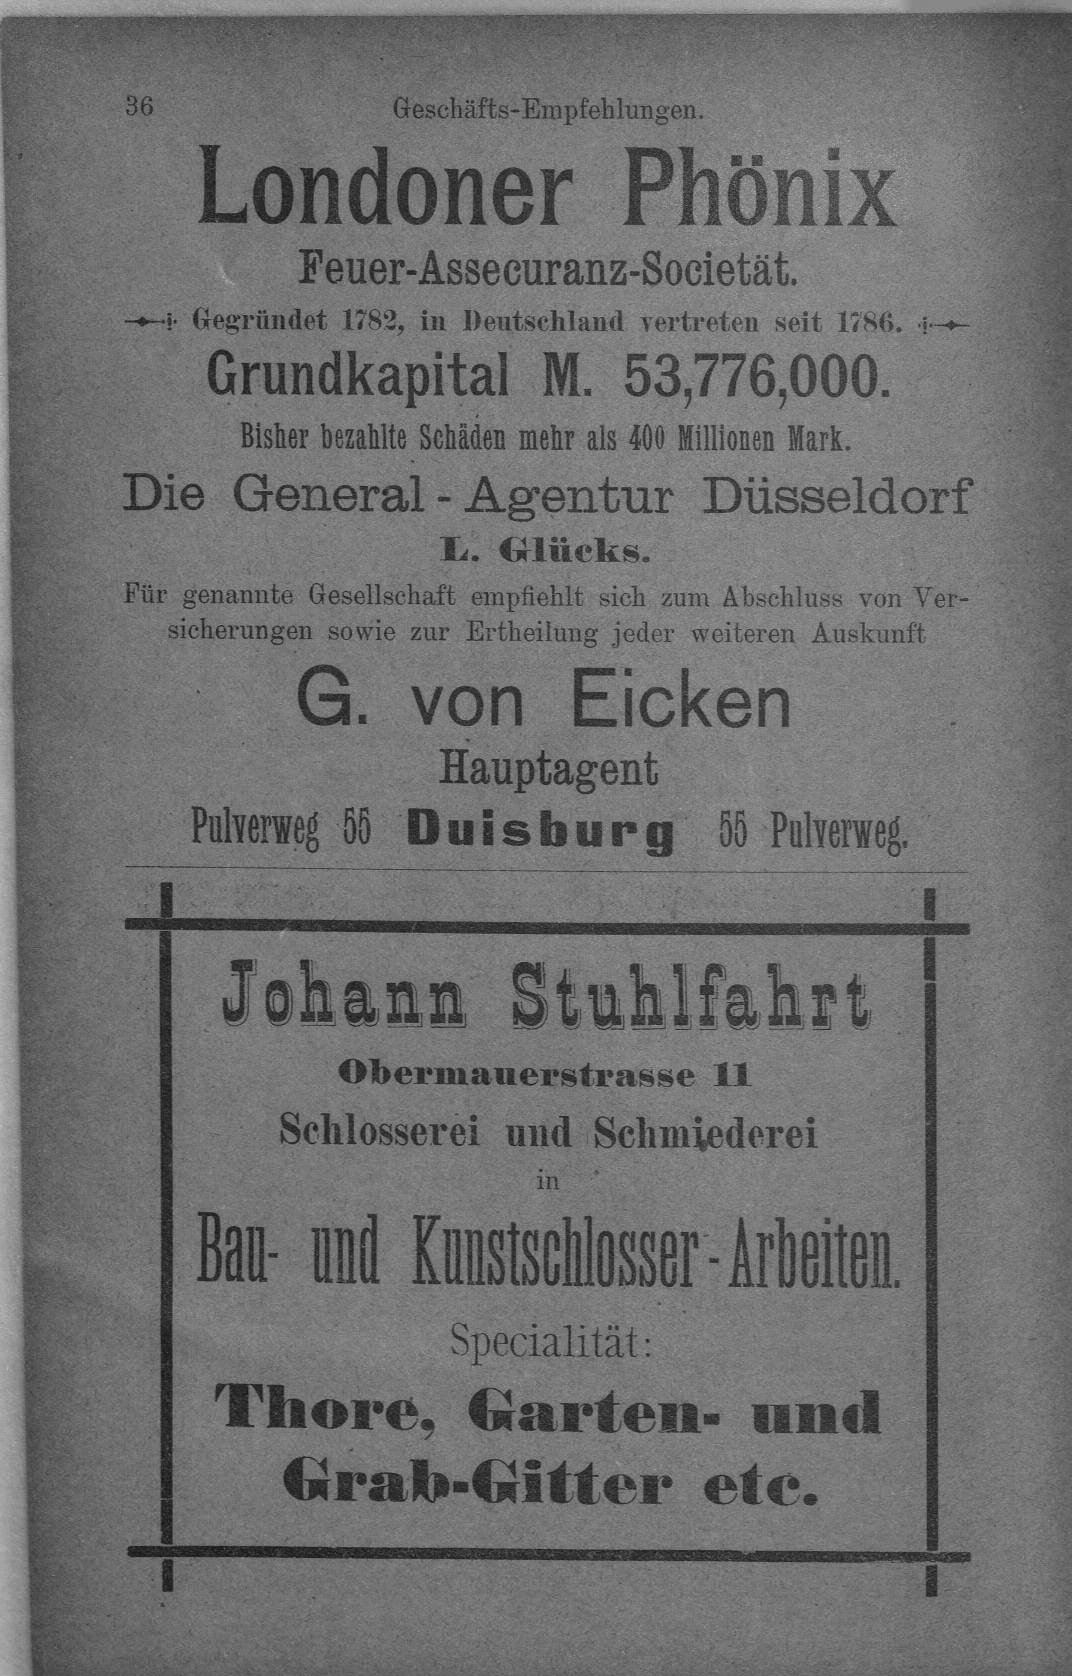 36 Geschäfts-Empfehlungen.
Londoner Phönix
Feuer-Assecuranz-Societät.
Gegründet 1782, in Deutschland vertreten seit 1786.
Grundkapital M. 53,776,000.
Bisher bezahlte Schäden mehr als 400 Millionen Mark.
Die General-Agentur Düsseldorf
L. Glücks.
Für genannte Gesellschaft empfiehlt sich zum Abschluss von Ver-
sicherungen sowie zur Ertheilung jeder weiteren Auskunft
G. von Eicken
Hauptagent
Pulverweg 55 Duisburg 55 Pulverweg.
Johann Stuhlfahrt
Obermauerstrasse 11
Schlosserei und Schmiederei
in
Bau- und Kunstschlosser-Arbeiten.
Specialität:
Thore, Garten- und
Grab-Gitter etc.